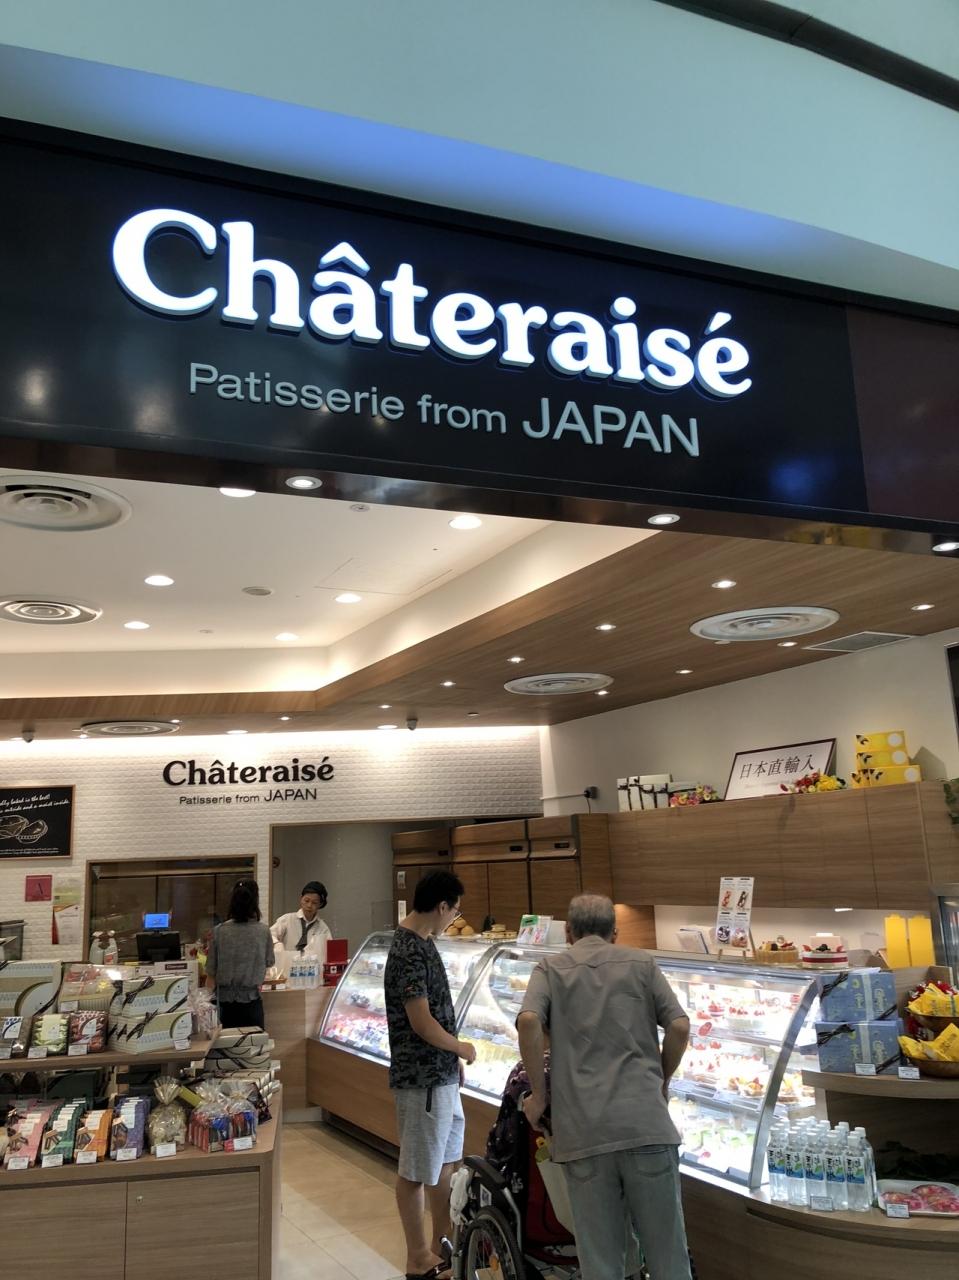 Châteraisé
Patisserie from JAPAN
Châteraisé
Patisserie from JAPAN
日本直輸入